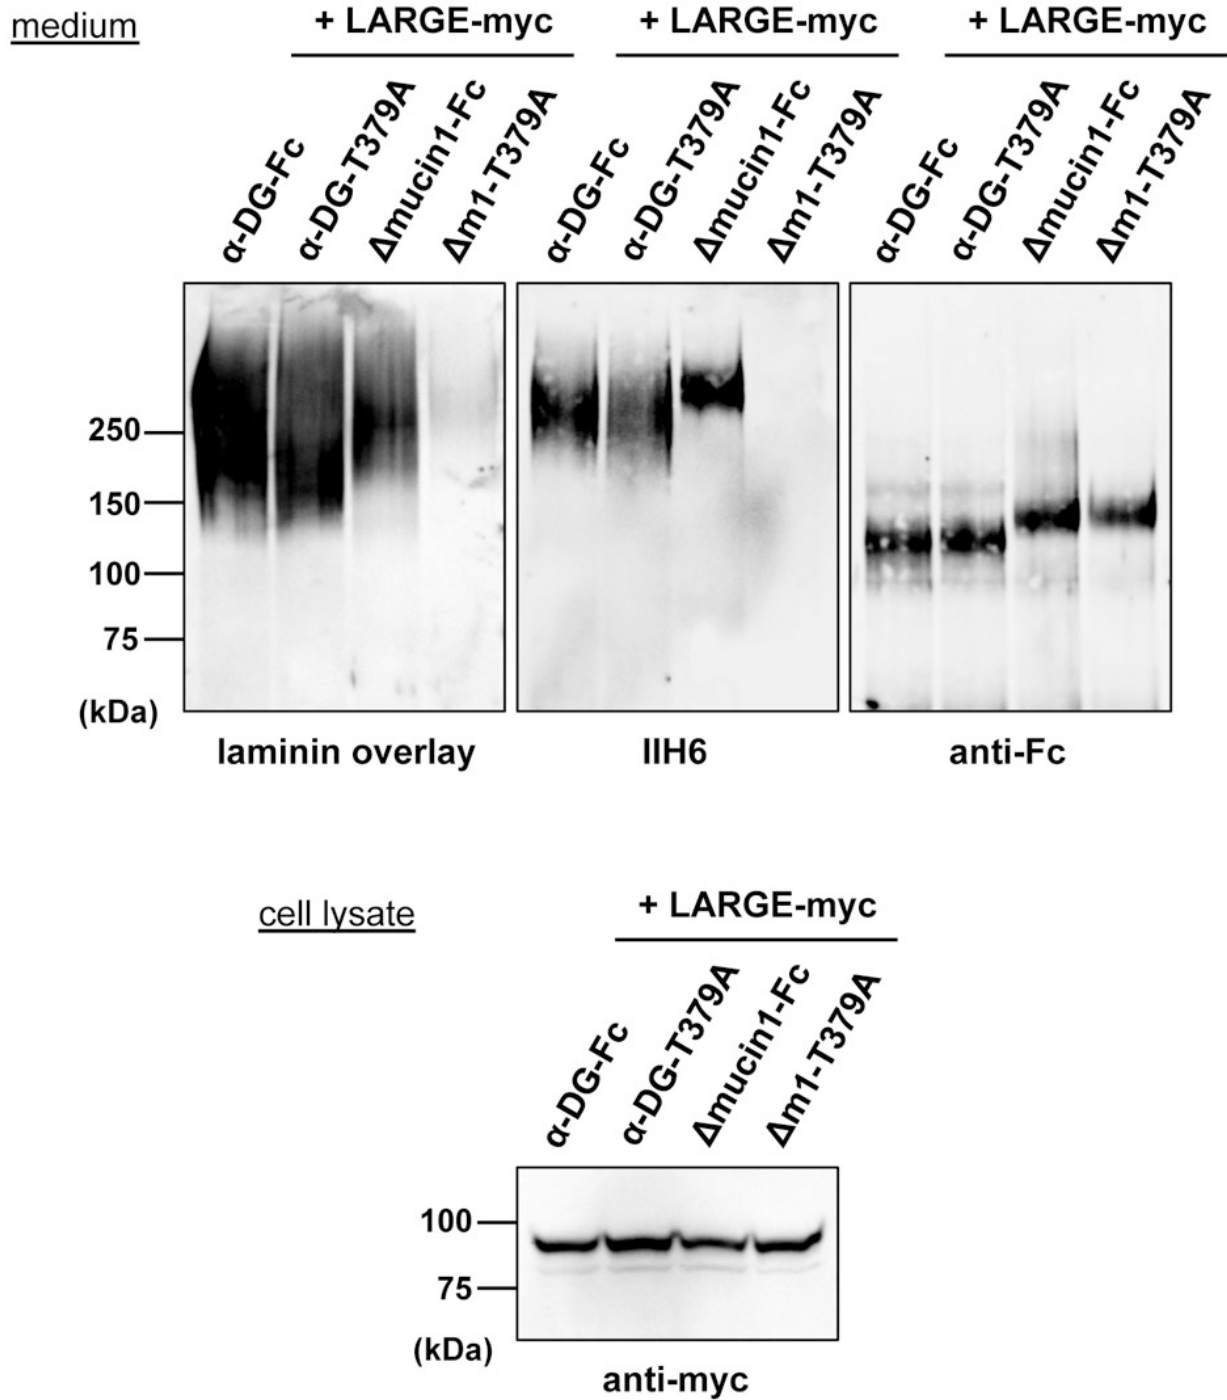 medium
+ LARGE-myc
+ LARGE-myc
+ LARGE-myc
α-DG-Fc
α-DG-T379A
Δmucin1-Fc
Δm1-T379A
α-DG-Fc
α-DG-T379A
Δmucin1-Fc
Δm1-T379A
α-DG-Fc
α-DG-T379A
Δmucin1-Fc
Δm1-T379A
250
150
100
75
(kDa)
laminin overlay
IIH6
anti-Fc
cell lysate
+ LARGE-myc
α-DG-Fc
α-DG-T379A
Δmucin1-Fc
Δm1-T379A
100
75
(kDa)
anti-myc